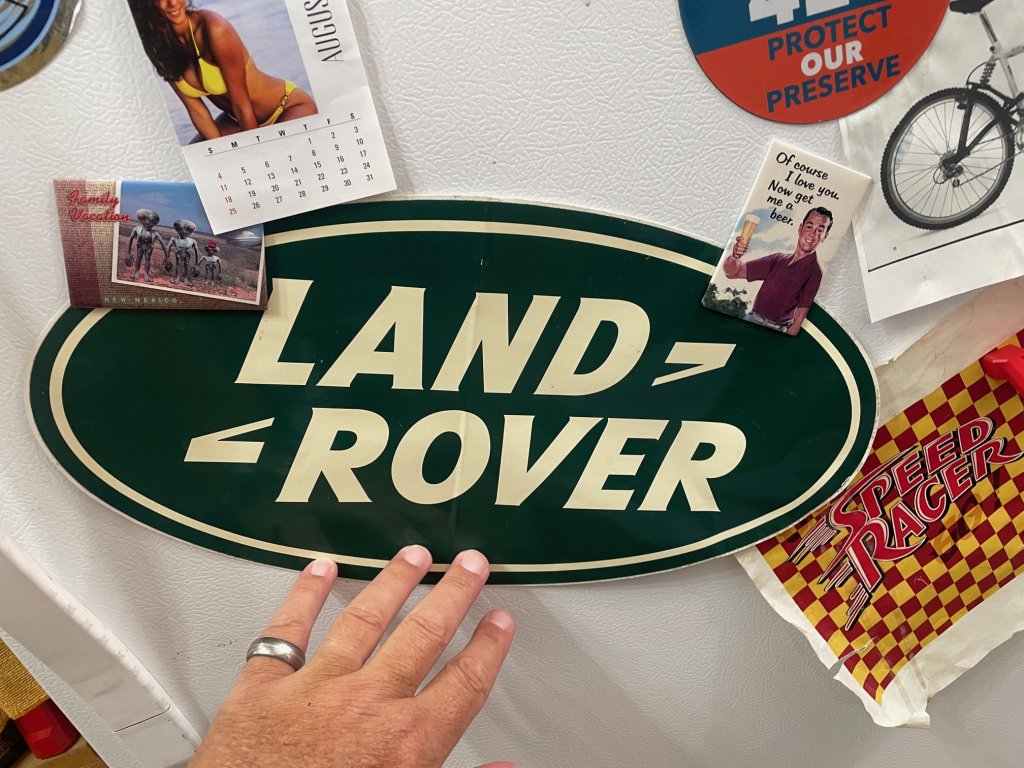 AUGUS
S M T W T F S
1 2 3
4 5 6 7 8 9 10
11 12 13 14 15 16 17
18 19 20 21 22 23 24
25 26 27 28 29 30 31
PROTECT
OUR
PRESERVE
Family
Vacation
NEW MEXICO
Of course
I love you.
Now get
me a
beer.
LAND
ROVER
SPEED
RACER